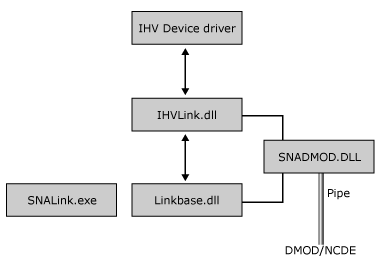 IHV Device driver
IHVLink.dll
SNADMOD.DLL
Pipe
SNALink.exe
Linkbase.dll
DMOD/NCDE